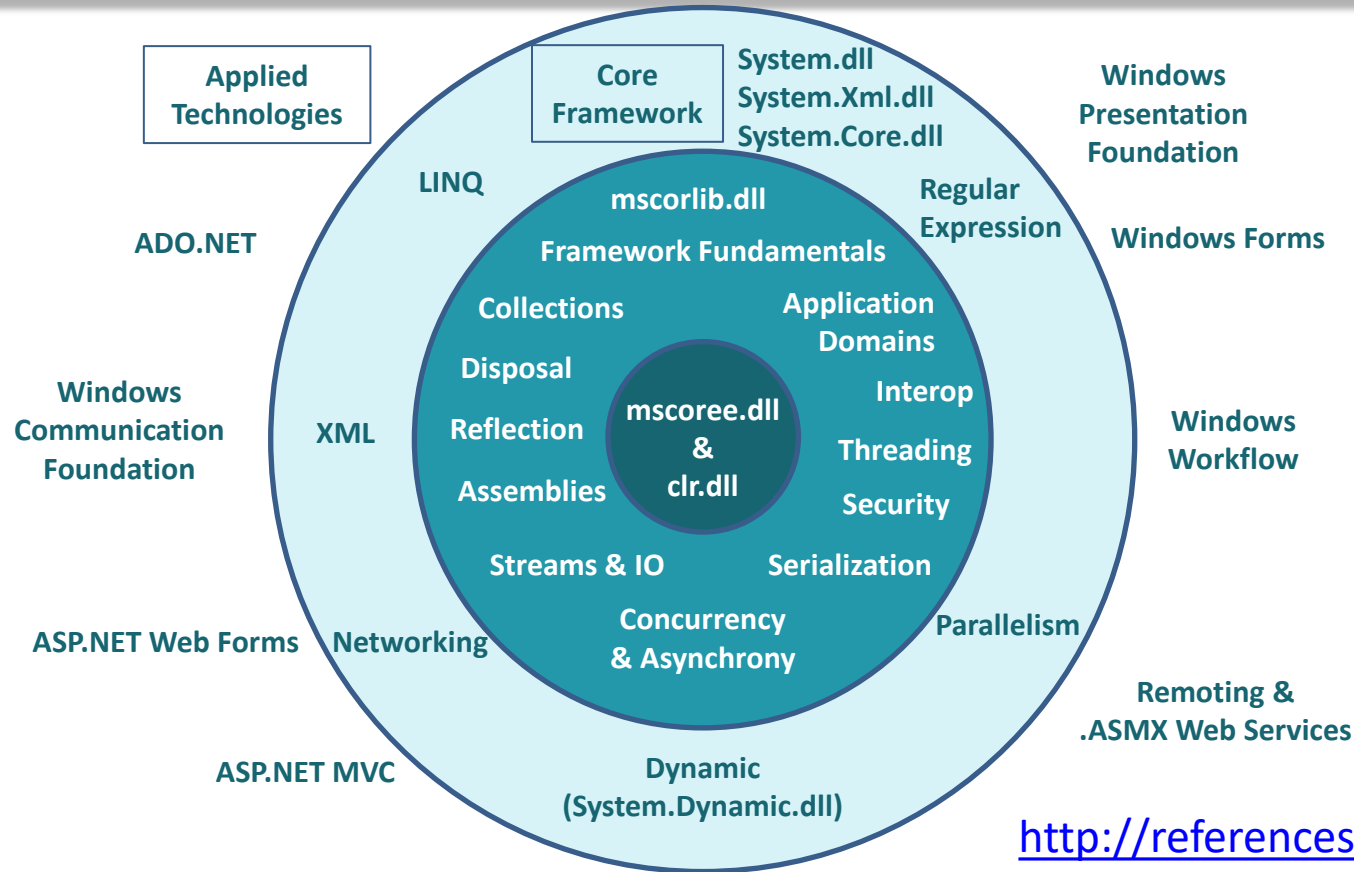 Applied
Technologies
Core
Framework
System.dll
System.Xml.dll
System.Core.dll
Windows
Presentation
Foundation
LINQ
mscorlib.dll
Regular
Expression
ADO.NET
Framework Fundamentals
Windows Forms
Collections
Application
Domains
Disposal
Interop
Windows
Communication
Foundation
XML
Reflection
mscoree.dll
&
clr.dll
Threading
Windows
Workflow
Assemblies
Security
Streams & IO
Serialization
ASP.NET Web Forms
Networking
Concurrency
& Asynchrony
Parallelism
Remoting &
.ASMX Web Services
ASP.NET MVC
Dynamic
(System.Dynamic.dll)
http://references